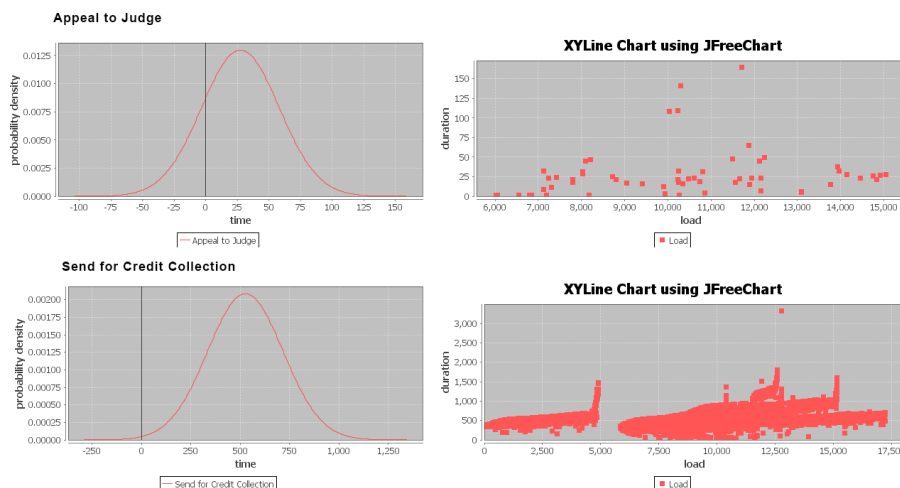 Appeal to Judge
probability density
0.0125
0.0100
0.0075
0.0050
0.0025
0.0000
-100 -75 -50 -25 0 25 50 75 100 125 150
time
Appeal to Judge
XYLine Chart using JFreeChart
duration
150
125
100
75
50
25
0
6,000 7,000 8,000 9,000 10,000 11,000 12,000 13,000 14,000 15,000
load
Load
Send for Credit Collection
probability density
0.00200
0.00175
0.00150
0.00125
0.00100
0.00075
0.00050
0.00025
0.00000
-250 0 250 500 750 1,000 1,250
time
Send for Credit Collection
XYLine Chart using JFreeChart
duration
3,000
2,500
2,000
1,500
1,000
500
0
0 2,500 5,000 7,500 10,000 12,500 15,000
load
Load